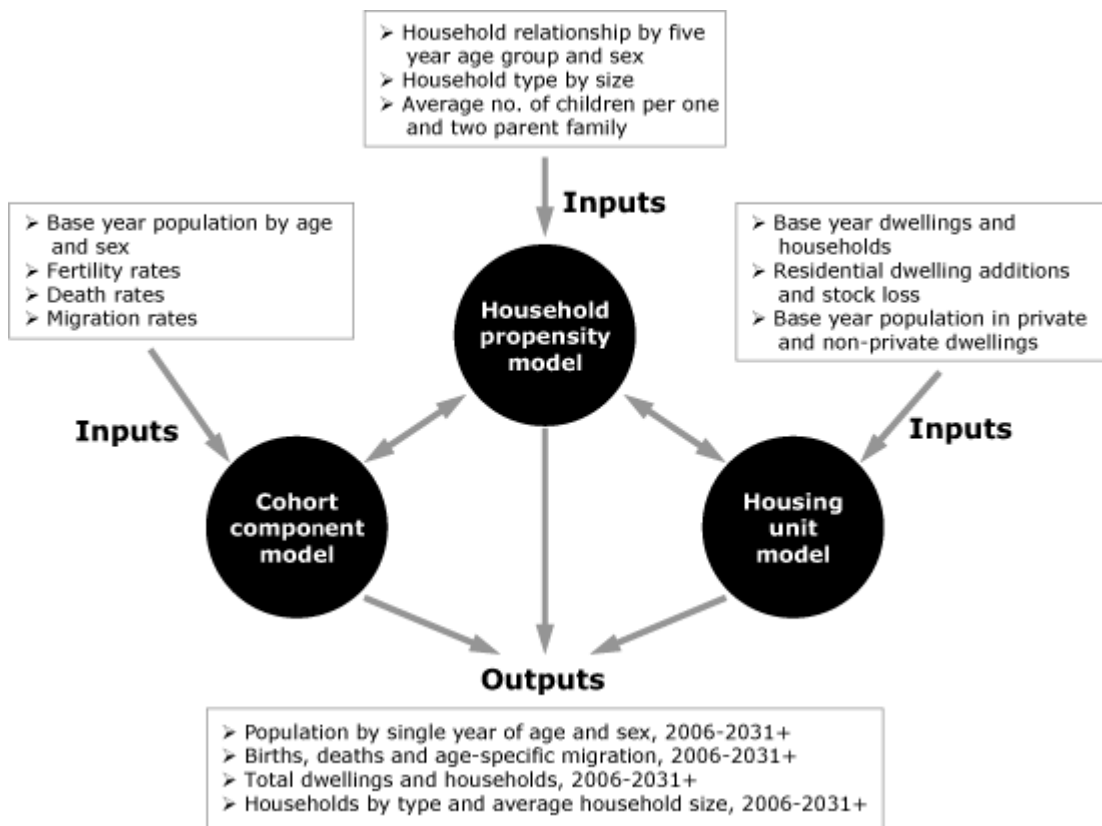 ➢ Household relationship by five
year age group and sex
➢ Household type by size
➢ Average no. of children per one
and two parent family
Inputs
➢ Base year population by age
and sex
➢ Fertility rates
➢ Death rates
➢ Migration rates
➢ Base year dwellings and
households
➢ Residential dwelling additions
and stock loss
➢ Base year population in private
and non-private dwellings
Household
propensity
model
Inputs
Inputs
Cohort
component
model
Housing
unit
model
Outputs
➢ Population by single year of age and sex, 2006-2031+
➢ Births, deaths and age-specific migration, 2006-2031+
➢ Total dwellings and households, 2006-2031+
➢ Households by type and average household size, 2006-2031+